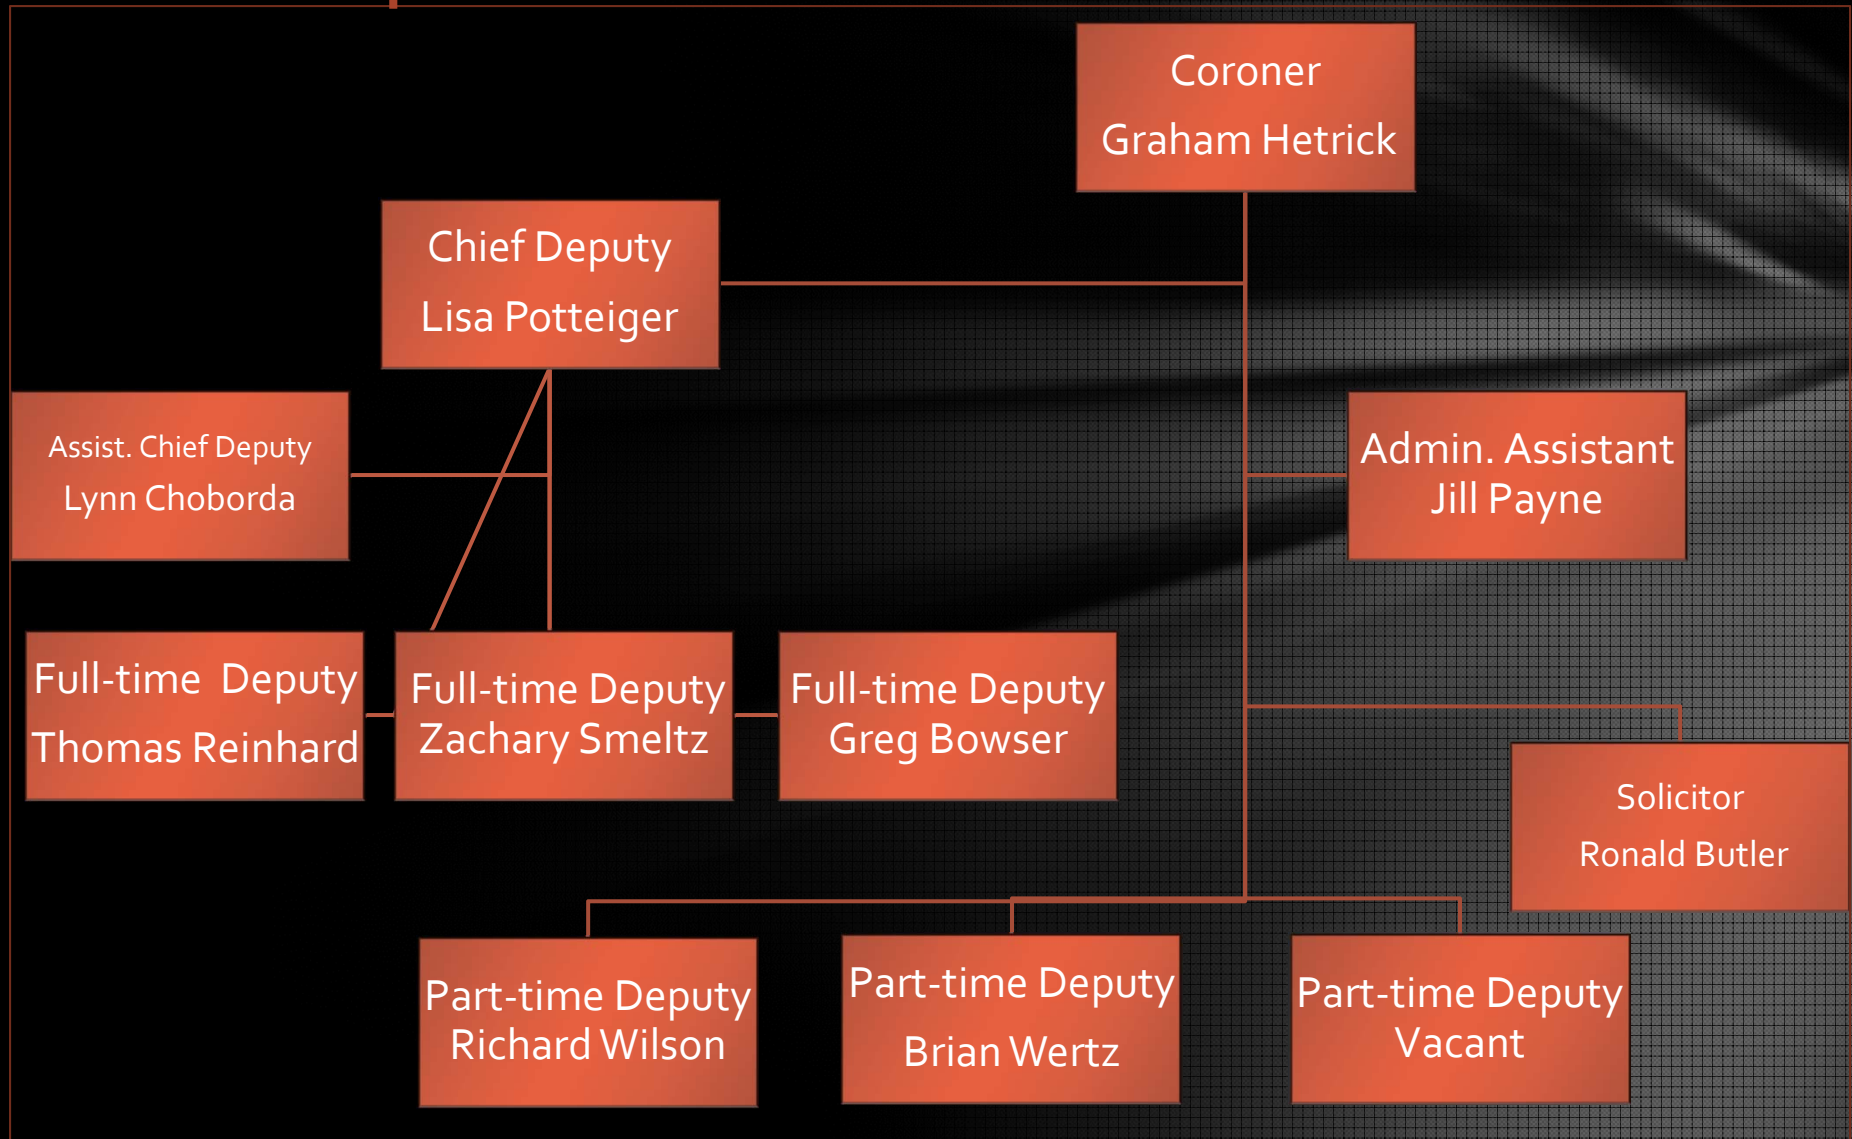 Coroner
Graham Hetrick
Chief Deputy
Lisa Potteiger
Assist. Chief Deputy
Lynn Choborda
Admin. Assistant
Jill Payne
Full-time Deputy
Thomas Reinhard
Full-time Deputy
Zachary Smeltz
Full-time Deputy
Greg Bowser
Solicitor
Ronald Butler
Part-time Deputy
Richard Wilson
Part-time Deputy
Brian Wertz
Part-time Deputy
Vacant